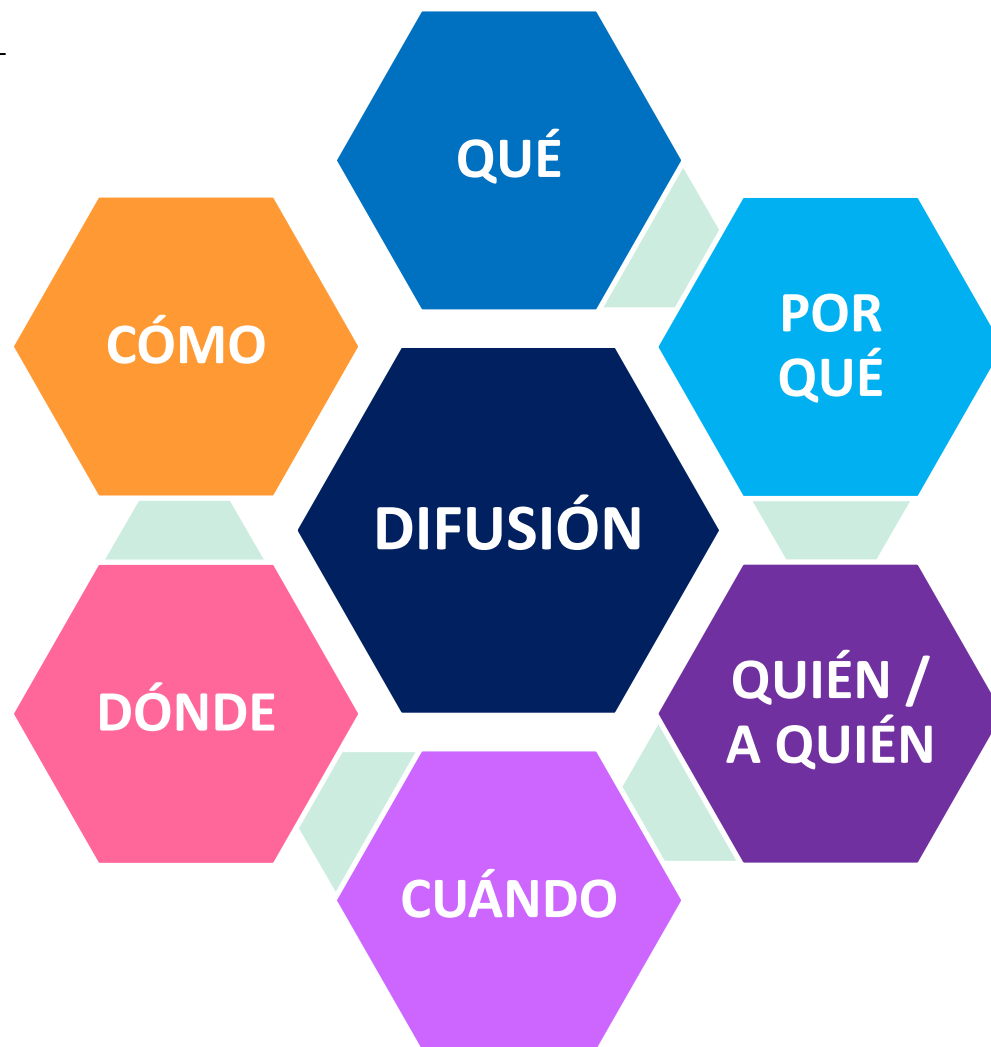 QUÉ
POR
QUÉ
QUIÉN /
A QUIÉN
CUÁNDO
DÓNDE
CÓMO
DIFUSIÓN